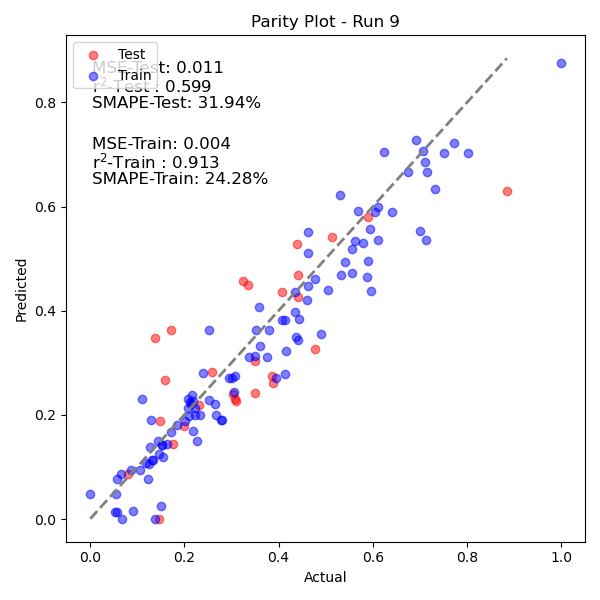 Parity Plot - Run 9
Test
Train
MSE-Test: 0.011
r²-Test : 0.599
SMAPE-Test: 31.94%
MSE-Train: 0.004
r²-Train : 0.913
SMAPE-Train: 24.28%
Predicted
0.8
0.6
0.4
0.2
0.0
0.0 0.2 0.4 0.6 0.8 1.0
Actual